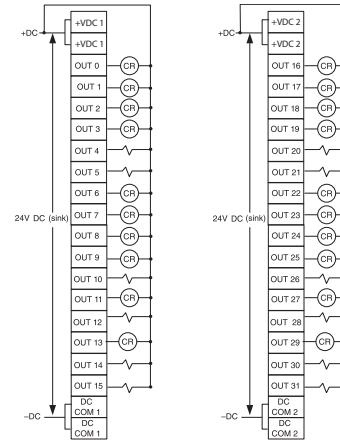 +VDC 1
+DC
+VDC 1
OUT 0 CR
OUT 1 CR
OUT 2 CR
OUT 3 CR
OUT 4
OUT 5
OUT 6 CR
24V DC (sink) OUT 7 CR
OUT 8 CR
OUT 9 CR
OUT 10
OUT 11 CR
OUT 12
OUT 13 CR
OUT 14
OUT 15
DC
COM 1
−DC
DC
COM 1
+VDC 2
+DC
+VDC 2
OUT 16 CR
OUT 17 CR
OUT 18 CR
OUT 19 CR
OUT 20
OUT 21
OUT 22 CR
24V DC (sink) OUT 23 CR
OUT 24 CR
OUT 25 CR
OUT 26
OUT 27 CR
OUT 28
OUT 29 CR
OUT 30
OUT 31
DC
COM 2
−DC
DC
COM 2